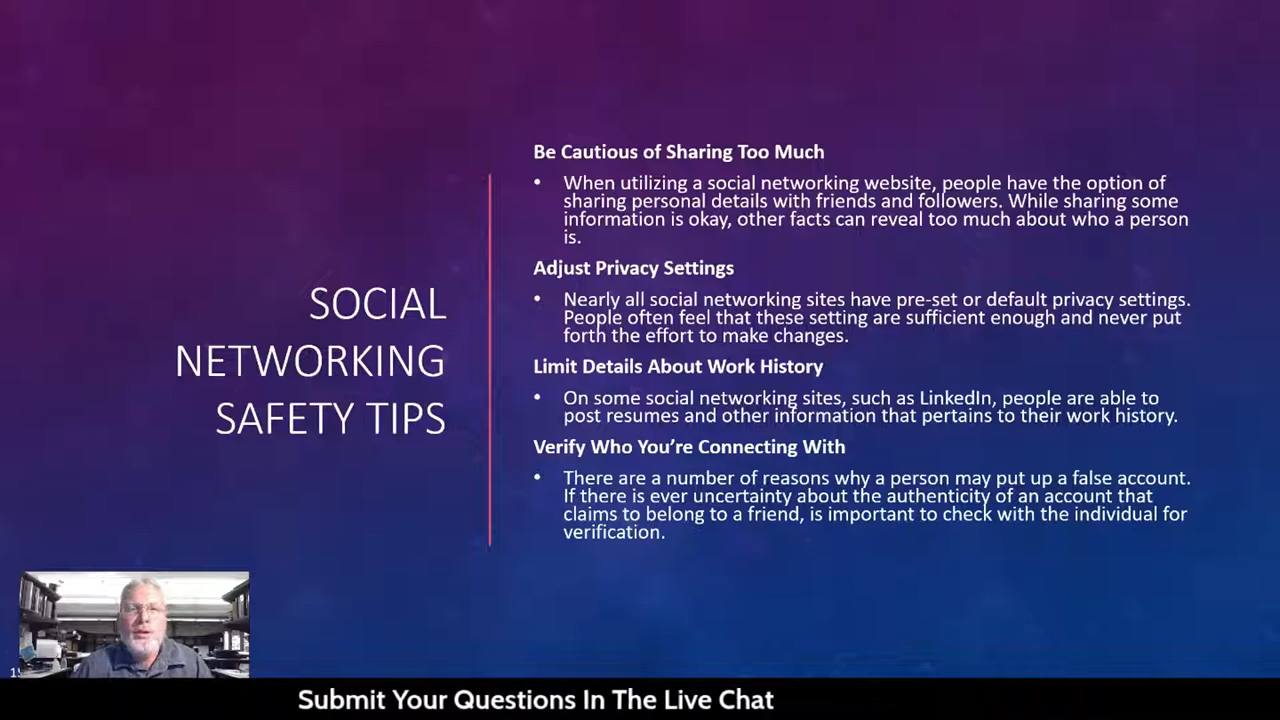 SOCIAL
NETWORKING
SAFETY TIPS
Be Cautious of Sharing Too Much
• When utilizing a social networking website, people have the option of
sharing personal details with friends and followers. While sharing some
information is okay, other facts can reveal too much about who a person
is.
Adjust Privacy Settings
• Nearly all social networking sites have pre-set or default privacy settings.
People often feel that these setting are sufficient enough and never put
forth the effort to make changes.
Limit Details About Work History
• On some social networking sites, such as LinkedIn, people are able to
post resumes and other information that pertains to their work history.
Verify Who You’re Connecting With
• There are a number of reasons why a person may put up a false account.
If there is ever uncertainty about the authenticity of an account that
claims to belong to a friend, is important to check with the individual for
verification.
Submit Your Questions In The Live Chat